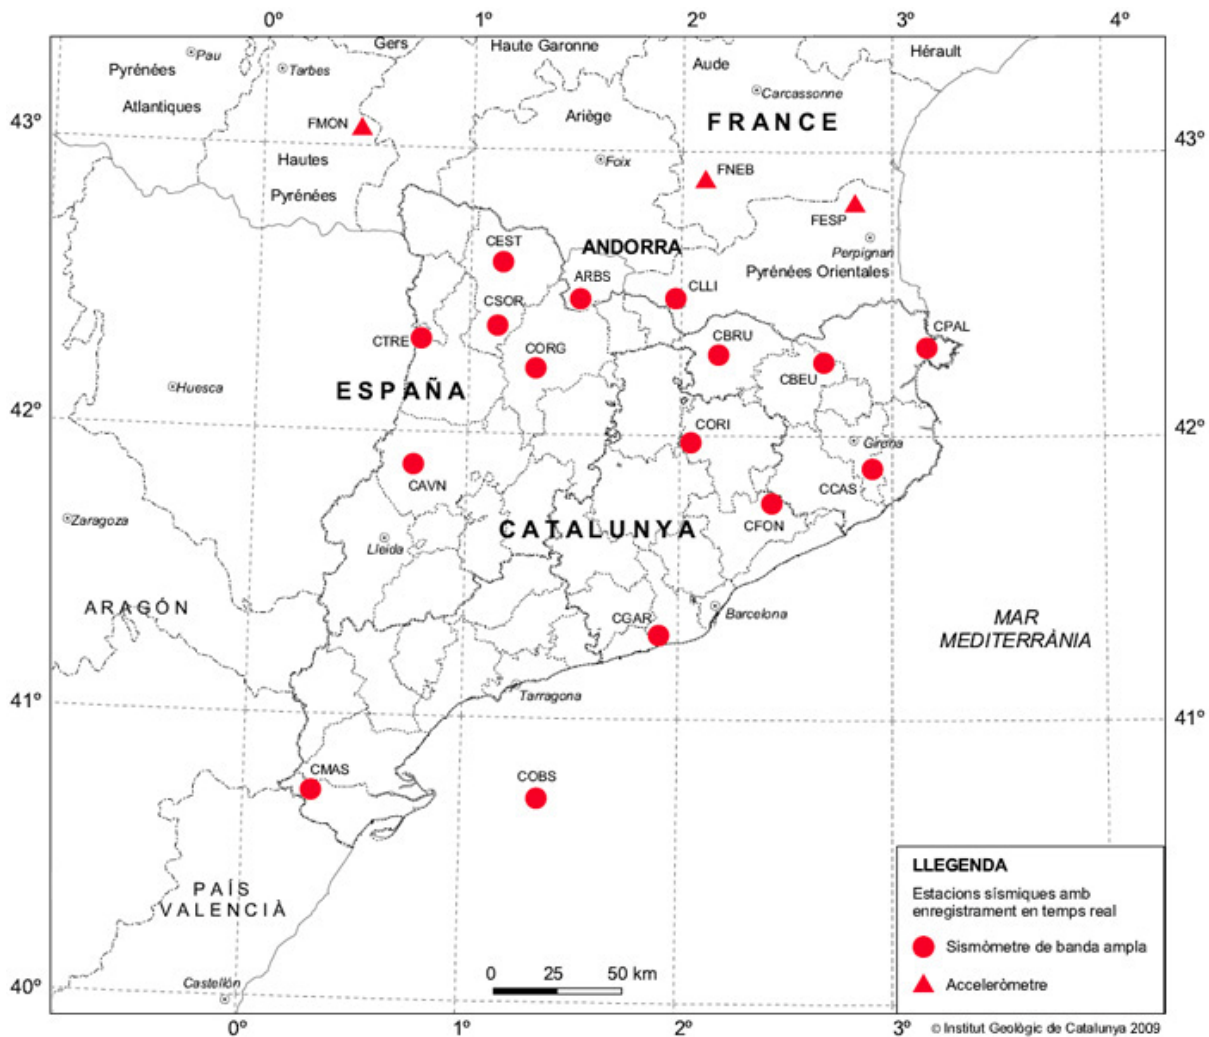 0º 1º 2º 3º 4º
Gers
Haute Garonne
Hérault
Pau
Aude
Pyrénées
Tarbes
Carcassonne
Atlantiques
43º
FMON
Ariège
FRANCE
43º
Hautes
Foix
FNEB
Pyrénées
FESP
CEST
ANDORRA
Perpignan
ARBS
CLLI
Pyrénées Orientales
CSOR
CPAL
CTRE
CORG
CBRU
CBEU
Huesca
ESPAÑA
42º
42º
CORI
Girona
CAVN
CCAS
Zaragoza
CATALUNYA
CFON
Lleida
ARAGÓN
CGAR
Barcelona
MAR
MEDITERRÀNIA
Tarragona
41º
41º
CMAS
COBS
PAÍS
VALENCIÀ
LLEGENDA
Estacions sísmiques amb
enregistrament en temps real
Sismòmetre de banda ampla
Acceleròmetre
0 25 50 km
Castellón
40º
0º 1º 2º 3º
© Institut Geològic de Catalunya 2009